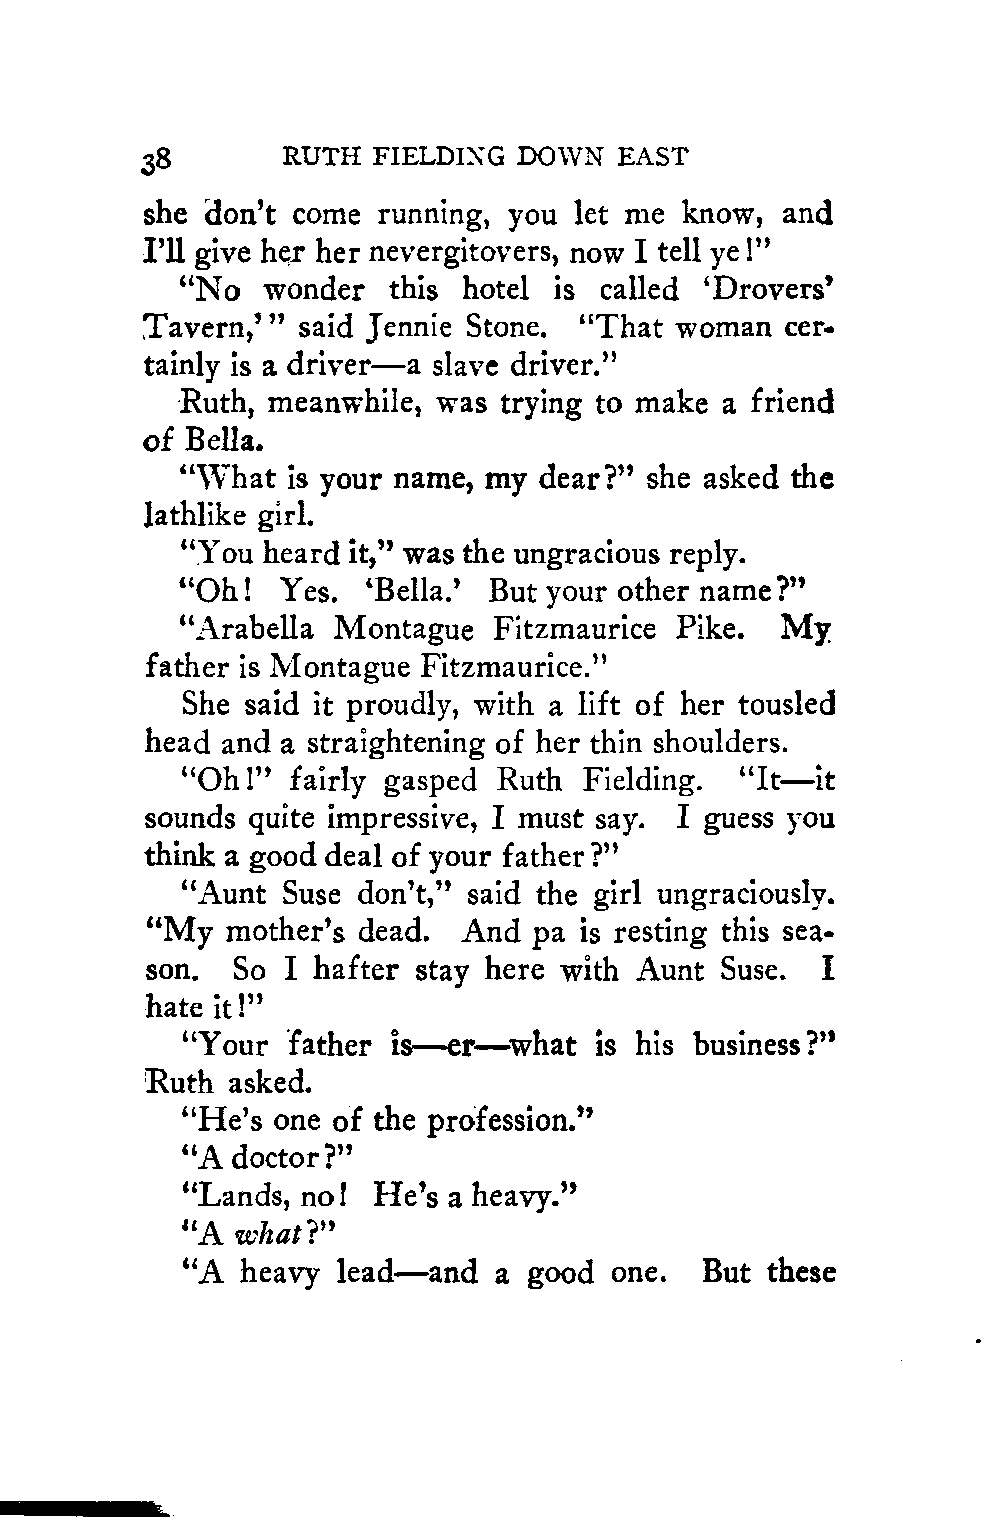 38 RUTH FIELDING DOWN EAST
she don't come running, you let me know, and
I'll give her her nevergitovers, now I tell ye!"
"No wonder this hotel is called 'Drovers'
Tavern,'" said Jennie Stone. "That woman cer-
tainly is a driver—a slave driver."
Ruth, meanwhile, was trying to make a friend
of Bella.
"What is your name, my dear?" she asked the
lathlike girl.
"You heard it," was the ungracious reply.
"Oh! Yes. 'Bella.' But your other name?"
"Arabella Montague Fitzmaurice Pike. My
father is Montague Fitzmaurice."
She said it proudly, with a lift of her tousled
head and a straightening of her thin shoulders.
"Oh!" fairly gasped Ruth Fielding. "It—it
sounds quite impressive, I must say. I guess you
think a good deal of your father?"
"Aunt Suse don't," said the girl ungraciously.
"My mother's dead. And pa is resting this sea-
son. So I hafter stay here with Aunt Suse. I
hate it!"
"Your father is—er—what is his business?"
Ruth asked.
"He's one of the profession."
"A doctor?"
"Lands, no! He's a heavy."
"A what?"
"A heavy lead—and a good one. But these